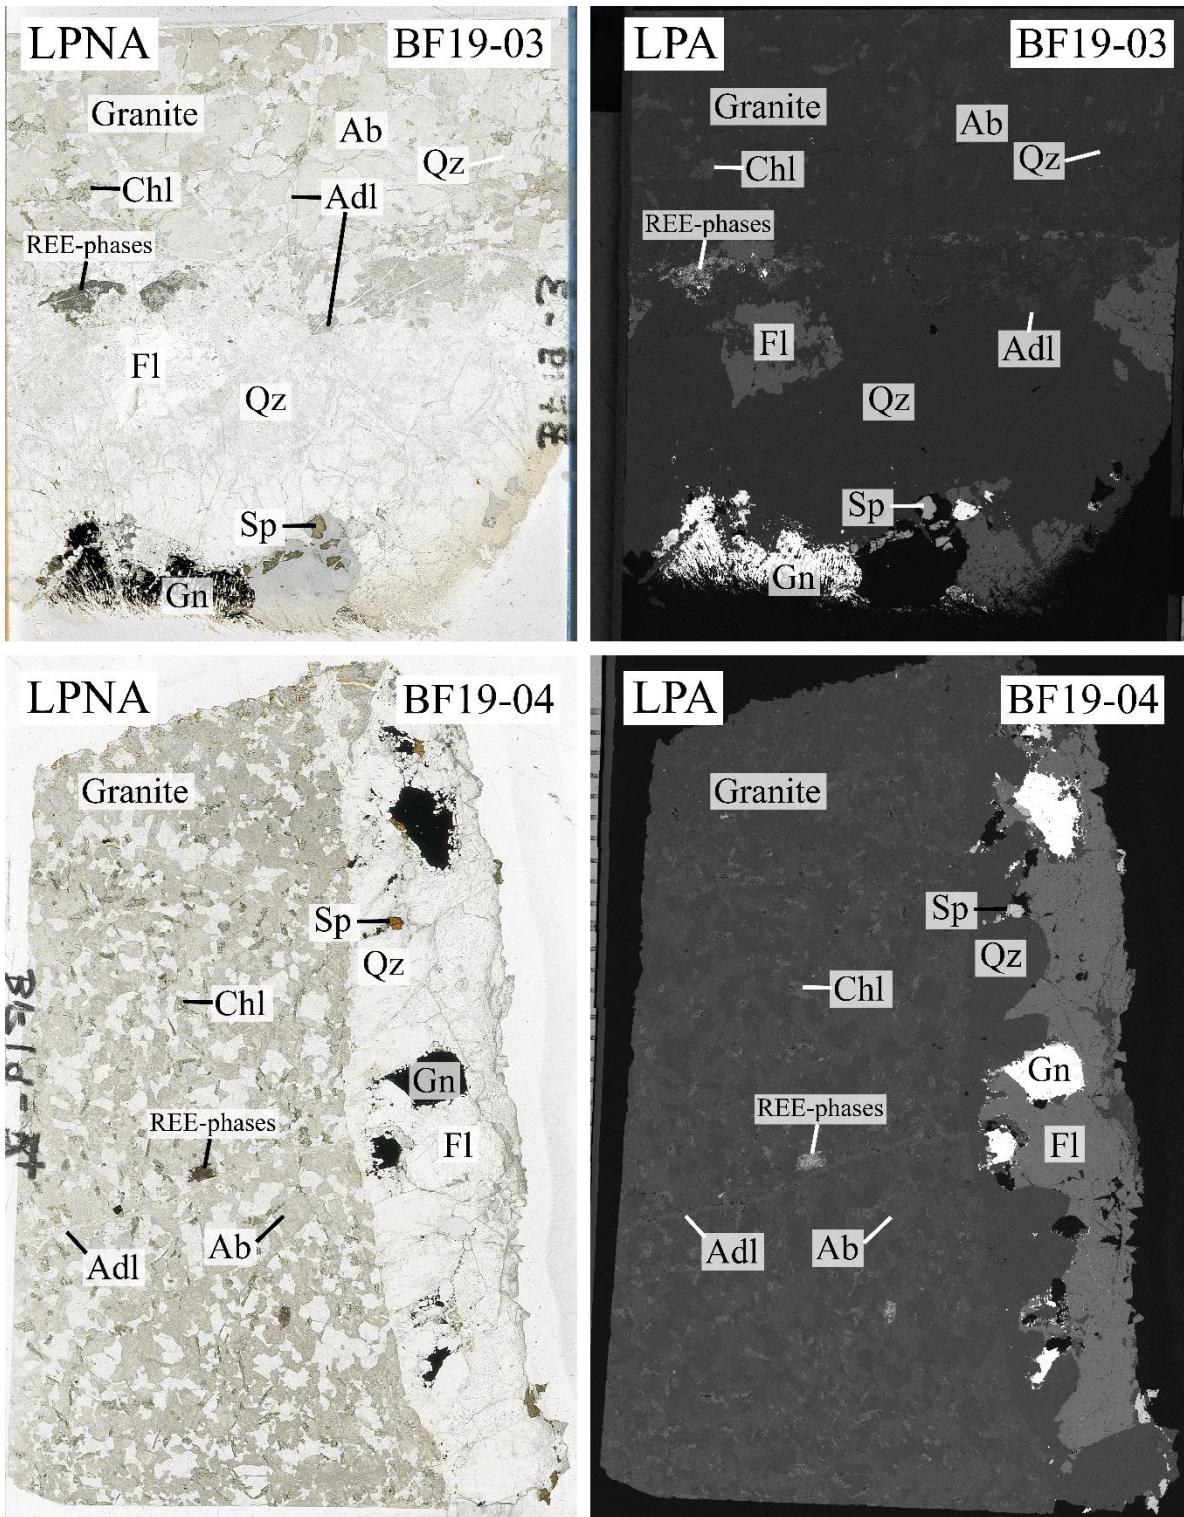 LPNA
BF19-03
Granite
Ab
Qz
Chl
Adl
REE-phases
Fl
Qz
Sp
Gn
LPA
BF19-03
Granite
Ab
Qz
Chl
REE-phases
Fl
Adl
Qz
Sp
Gn
LPNA
BF19-04
Granite
Sp
Qz
Chl
Gn
REE-phases
Fl
Ab
Adl
LPA
BF19-04
Granite
Sp
Qz
Chl
Gn
REE-phases
Fl
Adl
Ab